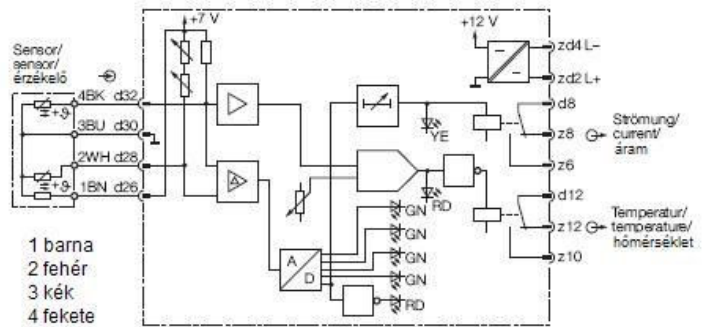 +7 V
+12 V
Sensor/
sensor/
érzékelő
4BK d32
3BU d30
2WH d28
1BN d26
+ϑ
+ϑ
1 barna
2 fehér
3 kék
4 fekete
A
A
D
YE
RD
GN
GN
GN
GN
RD
zd4 L–
zd2 L+
d8
z8
z6
d12
z12
z10
Strömung/
current/
áram
Temperatur/
temperature/
hőmérséklet